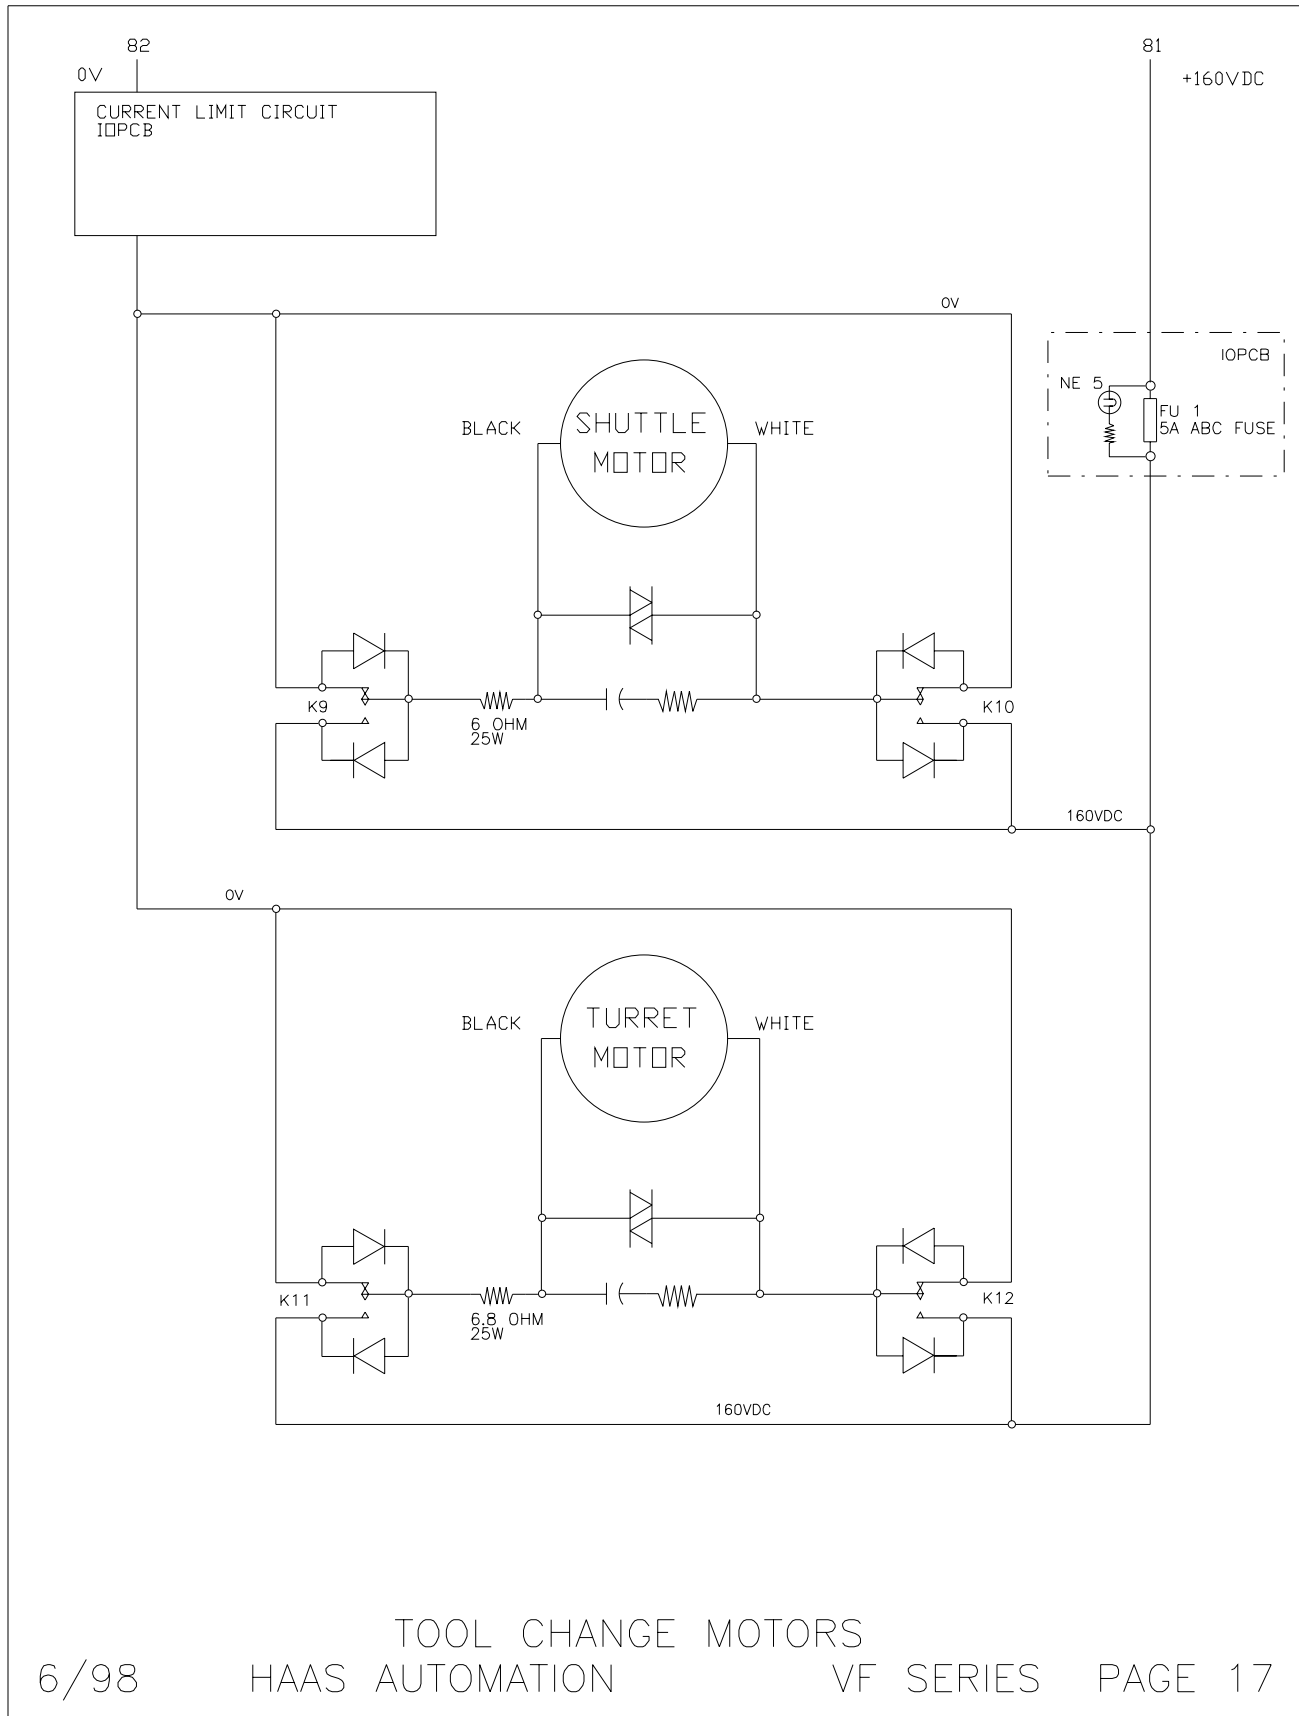 82
81
0V
+160VDC
CURRENT LIMIT CIRCUIT
IOPCB
0V
IOPCB
NE 5
FU 1
5A ABC FUSE
BLACK
SHUTTLE
MOTOR
WHITE
K9
K10
6 OHM
25W
160VDC
0V
BLACK
TURRET
MOTOR
WHITE
K11
K12
6.8 OHM
25W
160VDC
TOOL CHANGE MOTORS
6/98 HAAS AUTOMATION VF SERIES PAGE 17